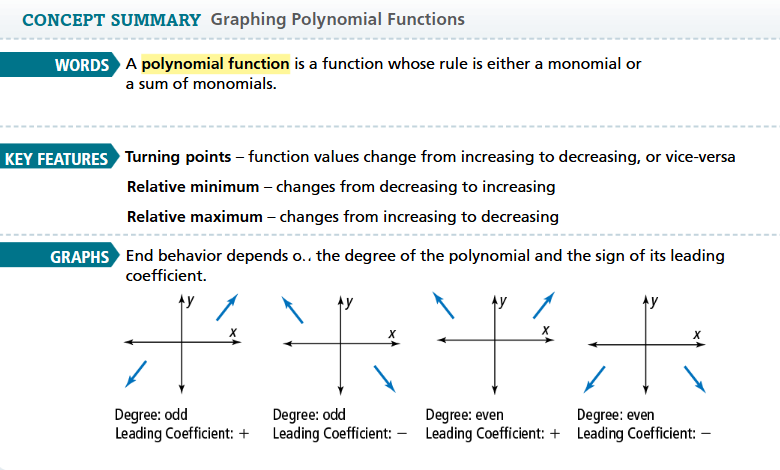 CONCEPT SUMMARY Graphing Polynomial Functions
WORDS A polynomial function is a function whose rule is either a monomial or
a sum of monomials.
KEY FEATURES Turning points – function values change from increasing to decreasing, or vice-versa
Relative minimum – changes from decreasing to increasing
Relative maximum – changes from increasing to decreasing
GRAPHS End behavior depends o.. the degree of the polynomial and the sign of its leading
coefficient.
y y y y
x x x x
Degree: odd Degree: odd Degree: even Degree: even
Leading Coefficient: + Leading Coefficient: − Leading Coefficient: + Leading Coefficient: −